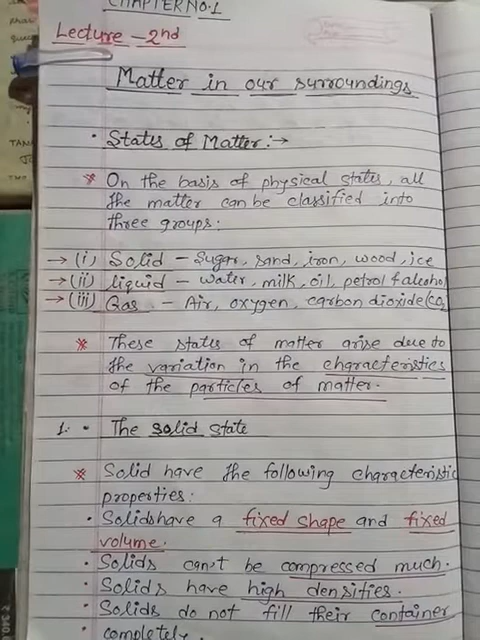 CHAPTER NO.1
Lecture - 2nd
Matter in our surroundings
• States of Matter :→
* On the basis of physical states, all
the matter can be classified into
three groups:
→ (i) Solid - Sugar, sand, iron, wood, ice
→ (ii) liquid - Water, milk, oil, petrol & alcohol
→ (iii) Gas - Air, oxygen, carbon dioxide (CO2
* These states of matter arise due to
the variation in the characteristics
of the particles of matter.
1. • The solid state
* Solid have the following characteristic
properties:
• Solids have a fixed shape and fixed
volume.
• Solids can't be compressed much.
• Solids have high densities.
• Solids do not fill their container
• completely.